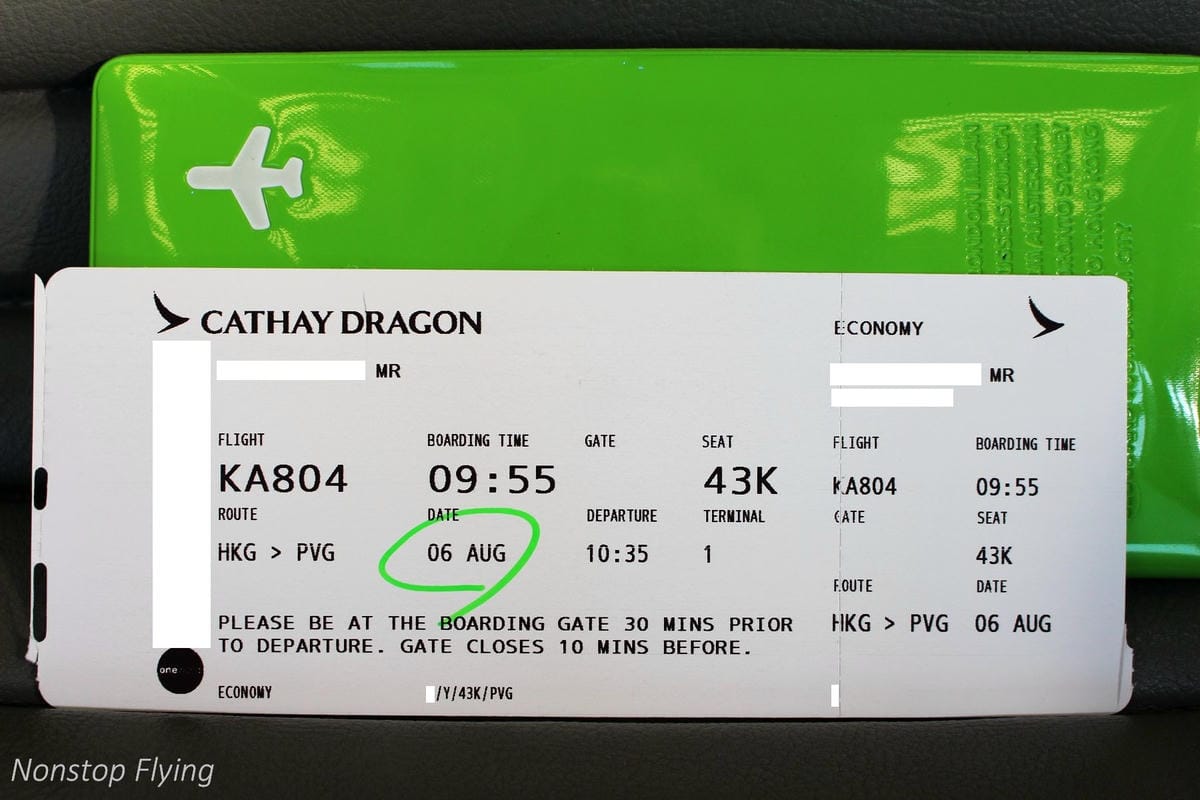 CATHAY DRAGON
MR
FLIGHT BOARDING TIME GATE SEAT
KA804 09:55 43K
ROUTE DATE DEPARTURE TERMINAL
HKG > PVG 06 AUG 10:35 1
PLEASE BE AT THE BOARDING GATE 30 MINS PRIOR
TO DEPARTURE. GATE CLOSES 10 MINS BEFORE.
one
ECONOMY /Y/43K/PVG
ECONOMY
MR
FLIGHT BOARDING TIME
KA804 09:55
GATE SEAT
43K
ROUTE DATE
HKG > PVG 06 AUG
Nonstop Flying